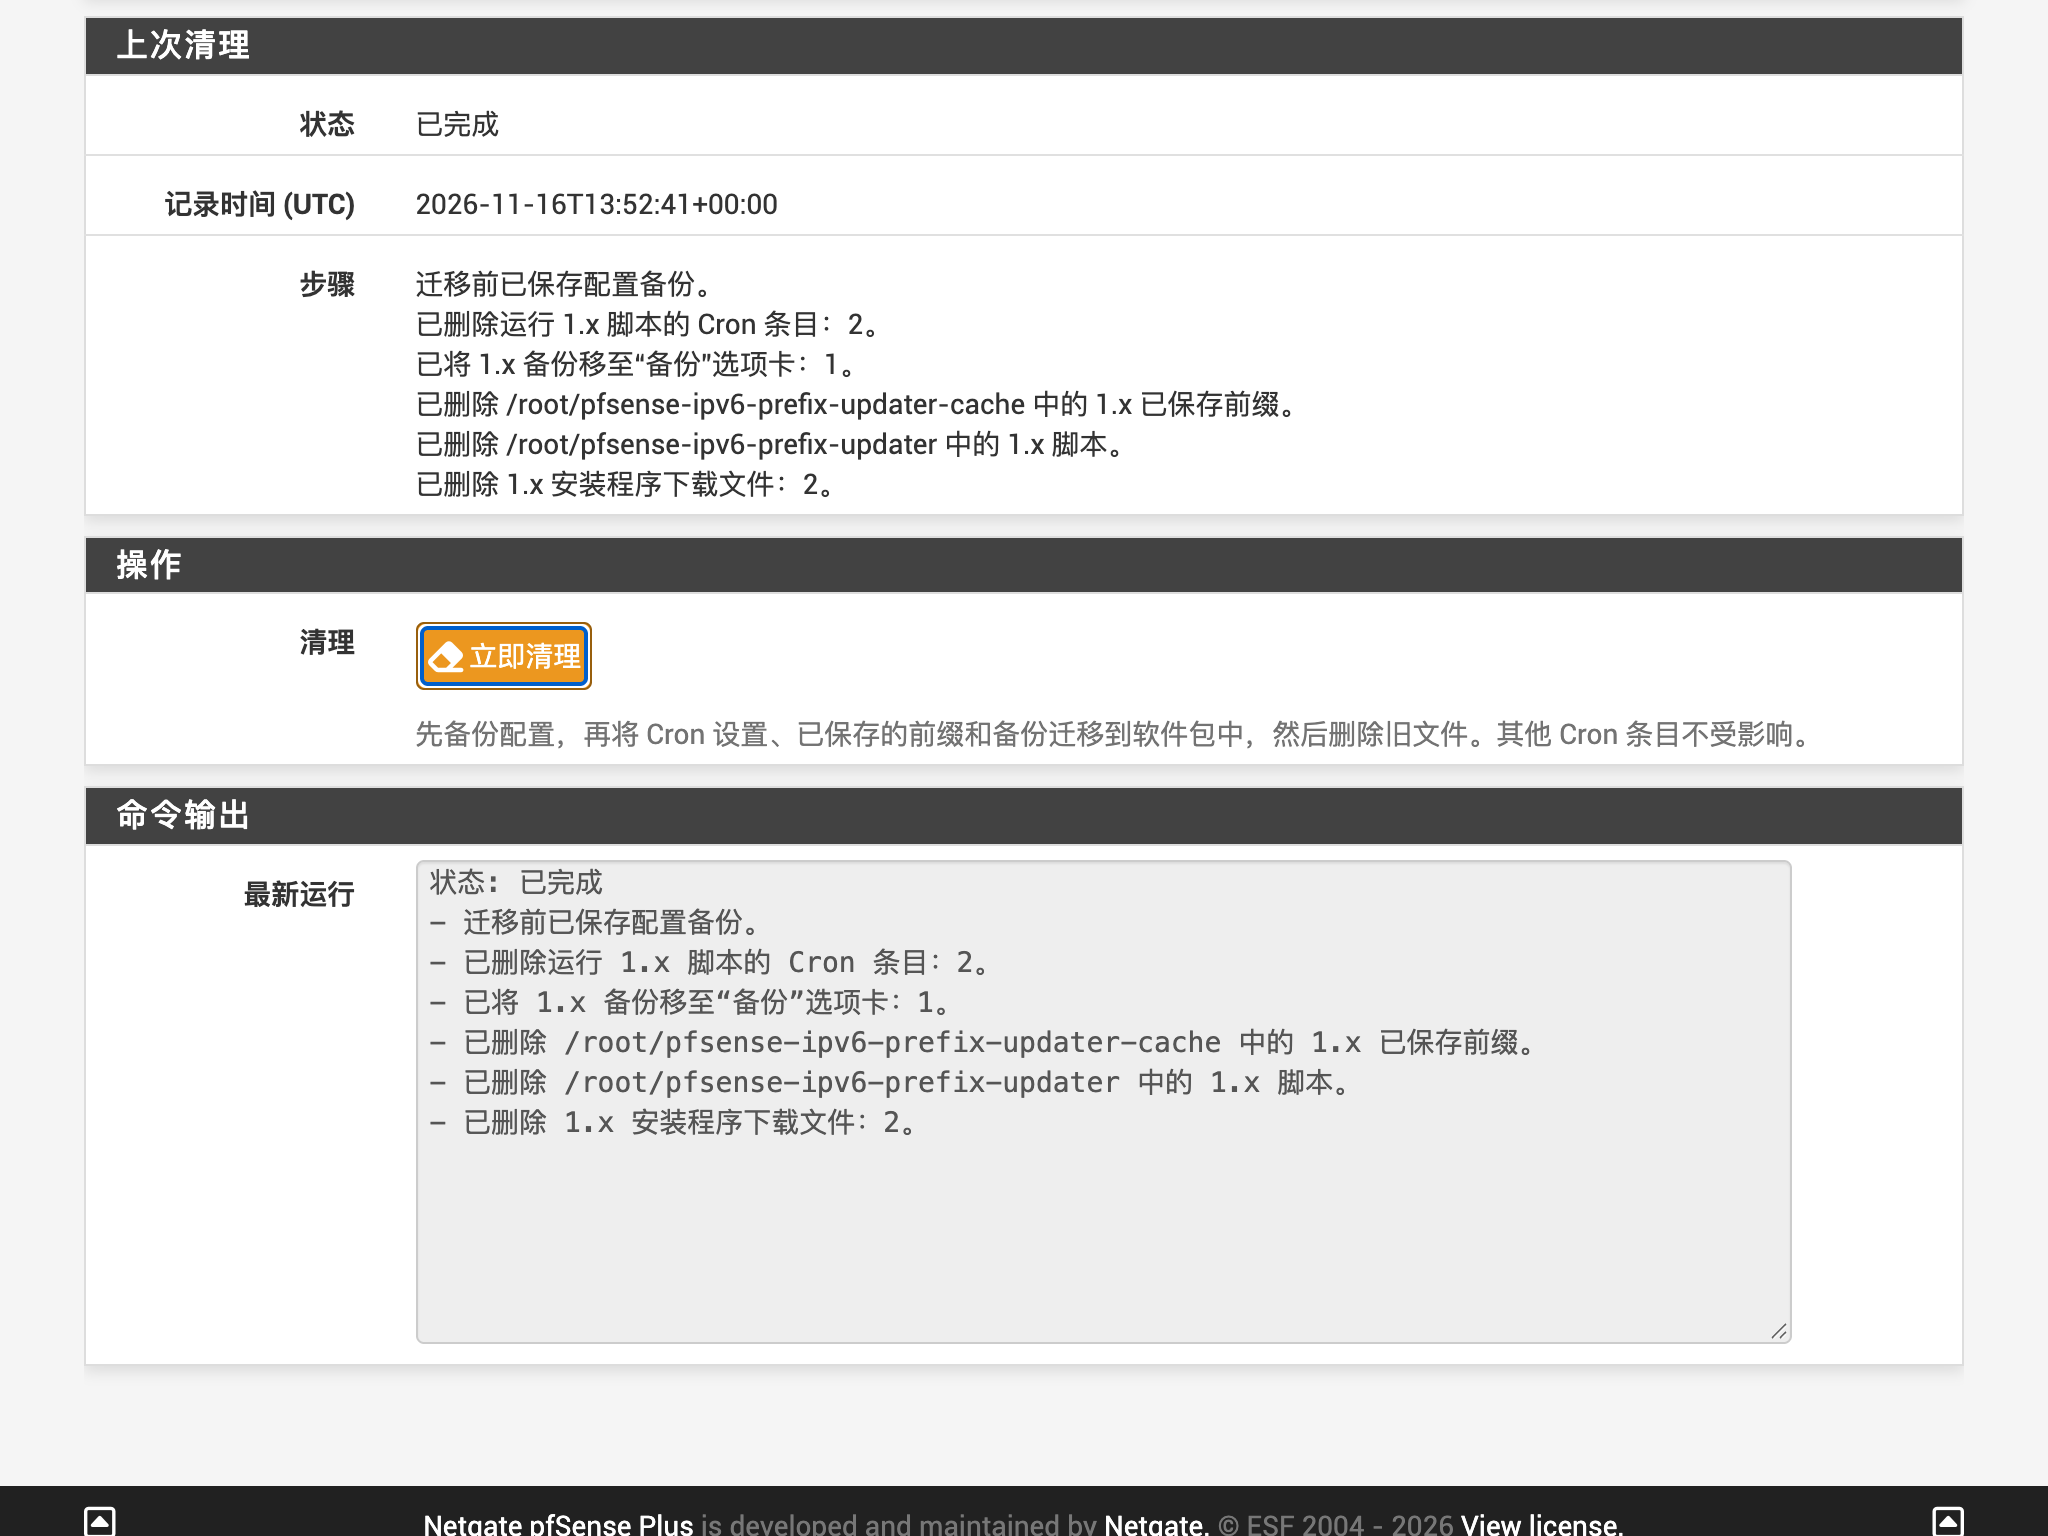 上次清理
状态 已完成
记录时间 (UTC) 2026-11-16T13:52:41+00:00
步骤 迁移前已保存配置备份。
已删除运行 1.x 脚本的 Cron 条目：2。
已将 1.x 备份移至“备份”选项卡：1。
已删除 /root/pfsense-ipv6-prefix-updater-cache 中的 1.x 已保存前缀。
已删除 /root/pfsense-ipv6-prefix-updater 中的 1.x 脚本。
已删除 1.x 安装程序下载文件：2。
操作
清理 立即清理
先备份配置，再将 Cron 设置、已保存的前缀和备份迁移到软件包中，然后删除旧文件。其他 Cron 条目不受影响。
命令输出
最新运行 状态: 已完成
- 迁移前已保存配置备份。
- 已删除运行 1.x 脚本的 Cron 条目：2。
- 已将 1.x 备份移至“备份”选项卡：1。
- 已删除 /root/pfsense-ipv6-prefix-updater-cache 中的 1.x 已保存前缀。
- 已删除 /root/pfsense-ipv6-prefix-updater 中的 1.x 脚本。
- 已删除 1.x 安装程序下载文件：2。
Netgate pfSense Plus is developed and maintained by Netgate. © ESF 2004 - 2026 View license.